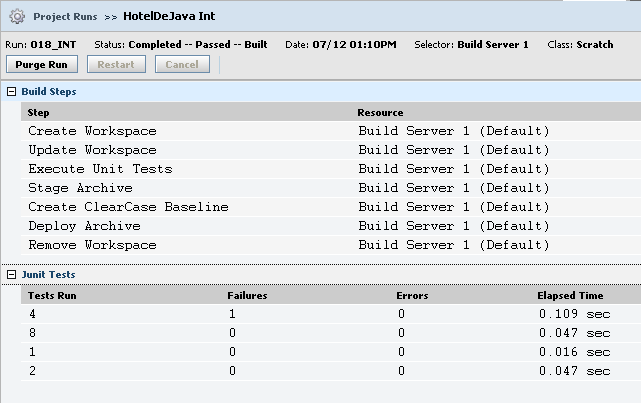 Project Runs >> HotelDeJava Int
Run: 018_INT Status: Completed -- Passed -- Built Date: 07/12 01:10PM Selector: Build Server 1 Class: Scratch
Purge Run Restart Cancel
Build Steps
Step Resource
Create Workspace Build Server 1 (Default)
Update Workspace Build Server 1 (Default)
Execute Unit Tests Build Server 1 (Default)
Stage Archive Build Server 1 (Default)
Create ClearCase Baseline Build Server 1 (Default)
Deploy Archive Build Server 1 (Default)
Remove Workspace Build Server 1 (Default)
Junit Tests
Tests Run Failures Errors Elapsed Time
4 1 0 0.109 sec
8 0 0 0.047 sec
1 0 0 0.016 sec
2 0 0 0.047 sec